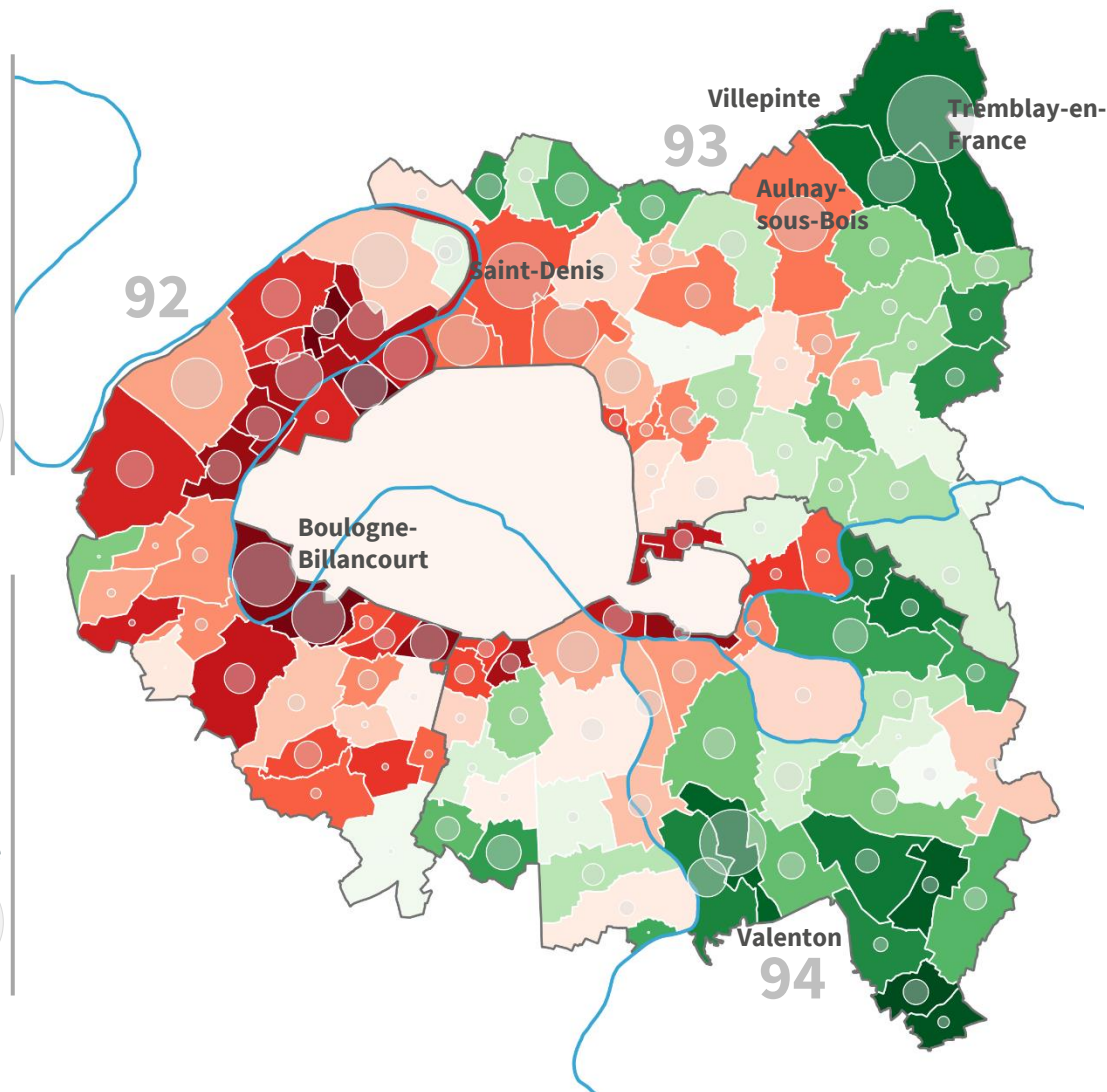 Villepinte
93
Tremblay-en-
France
Aulnay-
sous-Bois
92
Saint-Denis
Boulogne-
Billancourt
Valenton
94